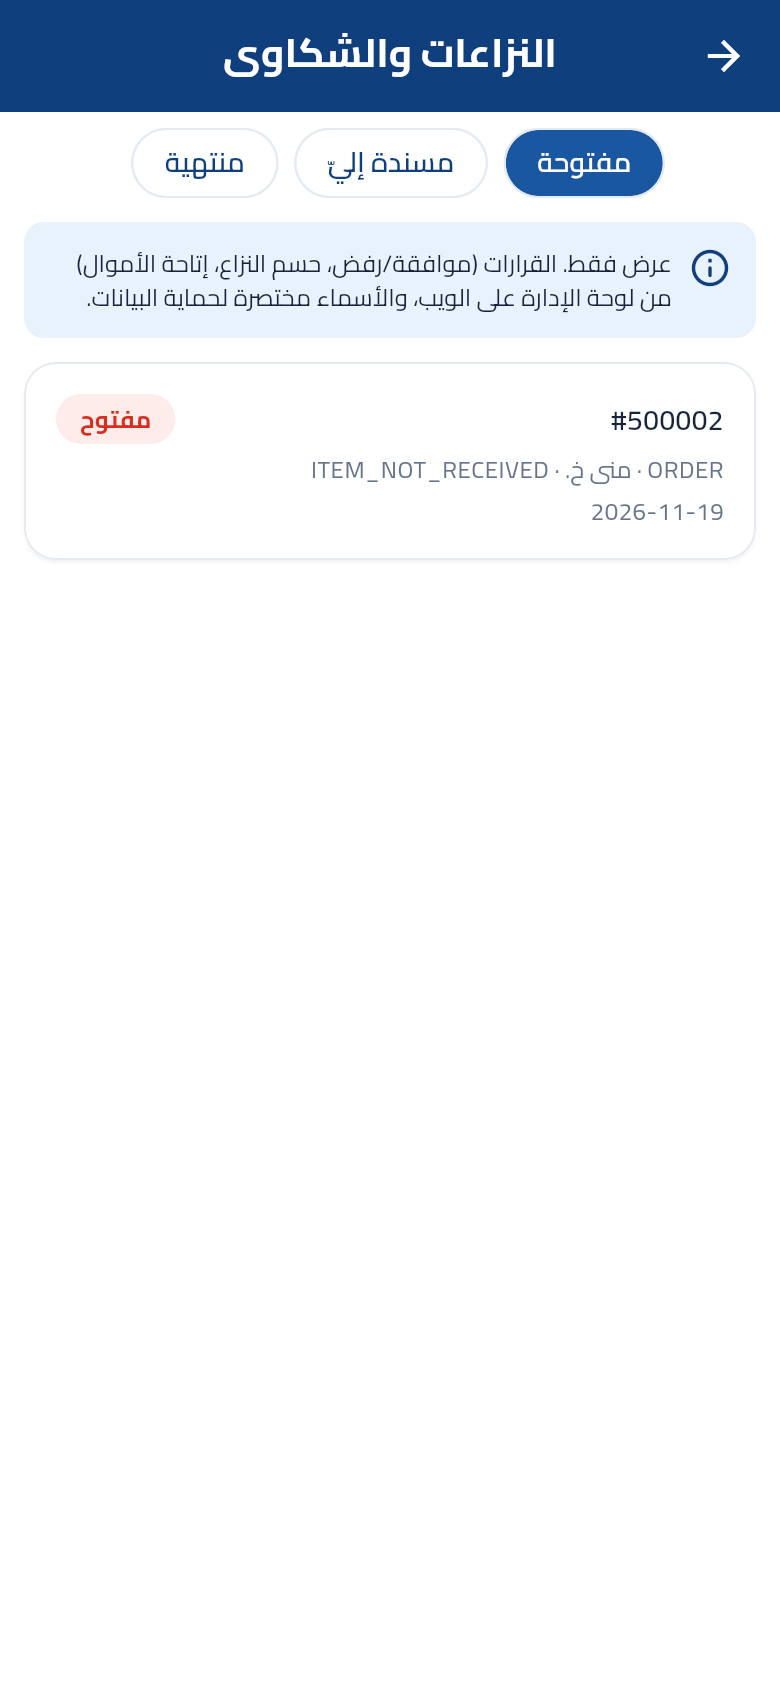 النزاعات والشكاوى
مفتوحة
مسندة إليّ
منتهية
عرض فقط. القرارات (موافقة/رفض، حسم النزاع، إتاحة الأموال)
من لوحة الإدارة على الويب، والأسماء مختصرة لحماية البيانات.
#500002
مفتوح
ORDER · منى خ. · ITEM_NOT_RECEIVED
2026-11-19